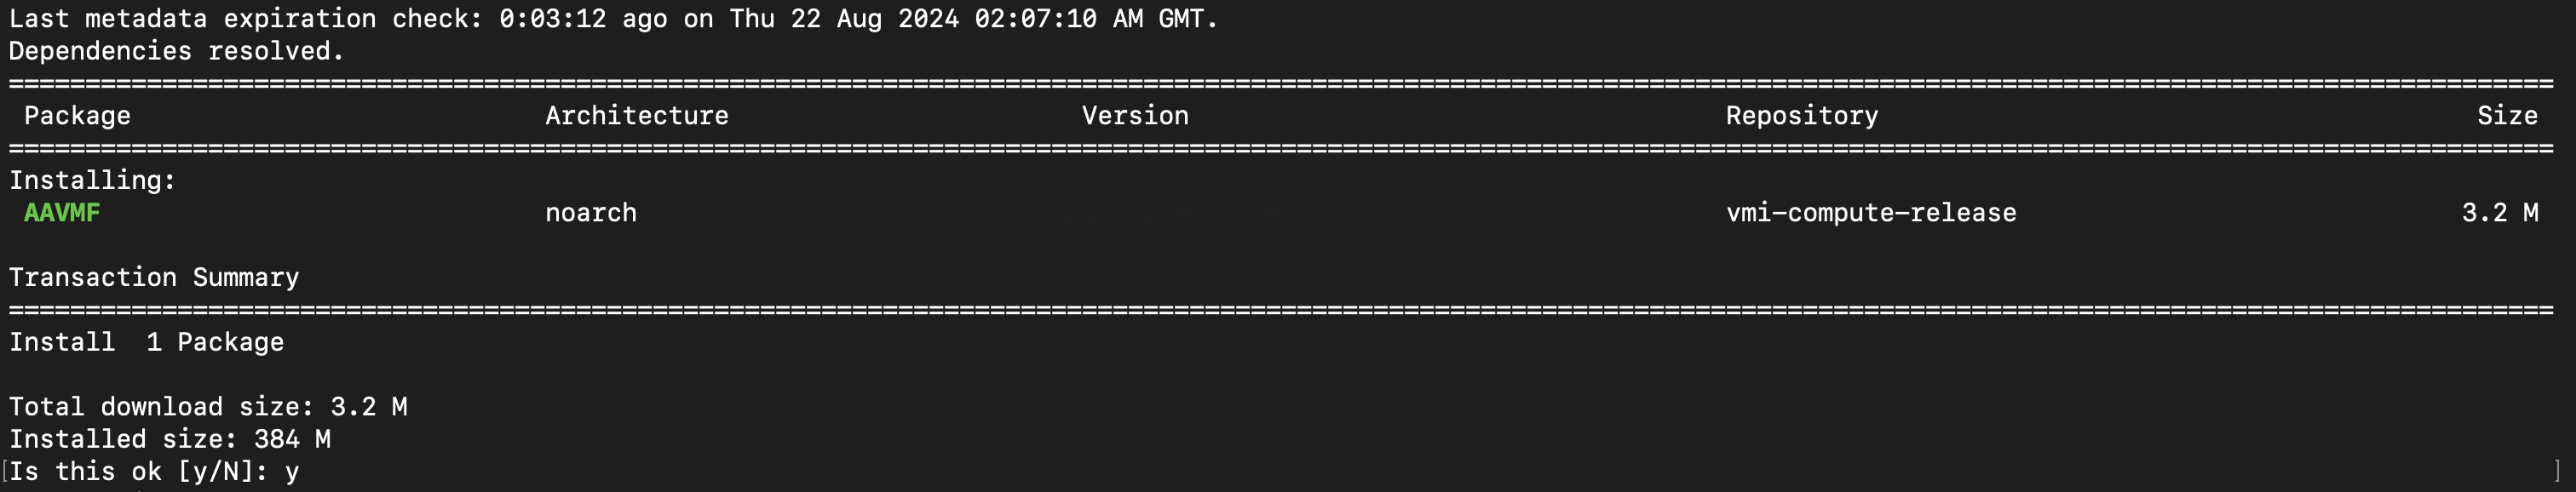 Last metadata expiration check: 0:03:12 ago on Thu 22 Aug 2024 02:07:10 AM GMT.
Dependencies resolved.
================================================================================
Package Architecture Version Repository Size
================================================================================
Installing:
AAVMF noarch vmi-compute-release 3.2 M
Transaction Summary
================================================================================
Install  1 Package
Total download size: 3.2 M
Installed size: 384 M
[Is this ok [y/N]: y ]